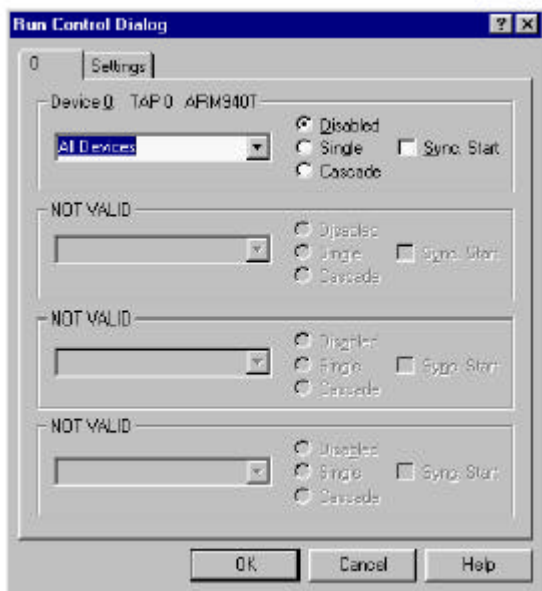 Run Control Dialog
0 Settings
Device 0 TAP 0 ARM940T
All Devices
Disabled
Single
Cascade
Sync. Start
NOT VALID
Disabled
Single
Cascade
Sync. Start
NOT VALID
Disabled
Single
Cascade
Sync. Start
NOT VALID
Disabled
Single
Cascade
Sync. Start
OK Cancel Help